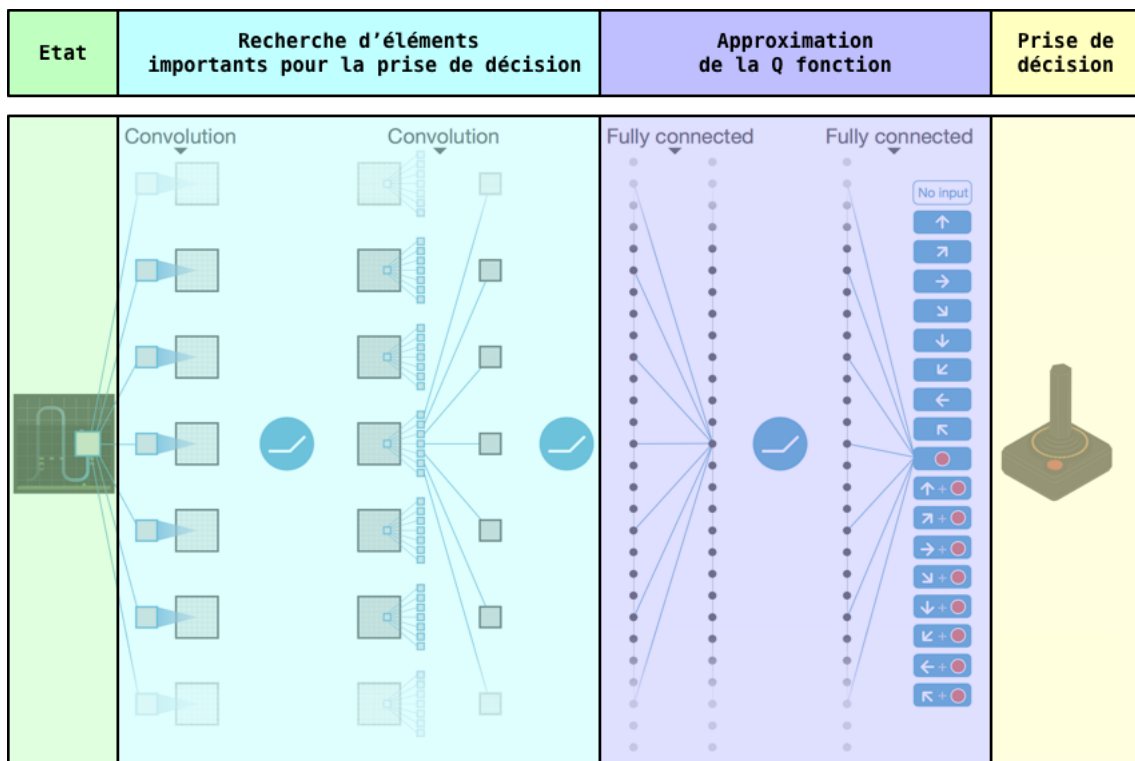 Etat
Recherche d'éléments
importants pour la prise de décision
Approximation
de la Q fonction
Prise de
décision
Convolution
Convolution
Fully connected
Fully connected
No input
↑
↗
→
↘
↓
↙
←
↖
↑ +
↗ +
→ +
↘ +
↓ +
↙ +
← +
↖ +